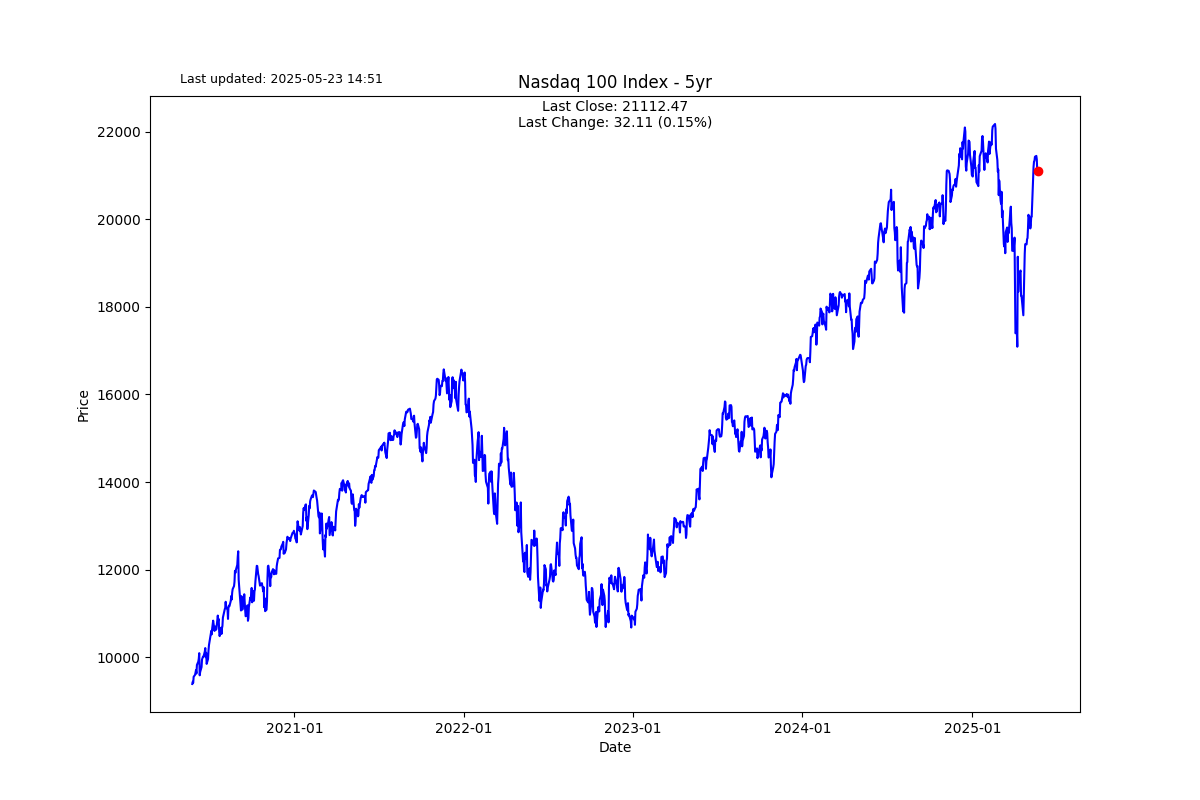 Last updated: 2025-05-23 14:51
Nasdaq 100 Index - 5yr
Last Close: 21112.47
Last Change: 32.11 (0.15%)
22000
20000
18000
16000
14000
12000
10000
Price
2021-01
2022-01
2023-01
2024-01
2025-01
Date